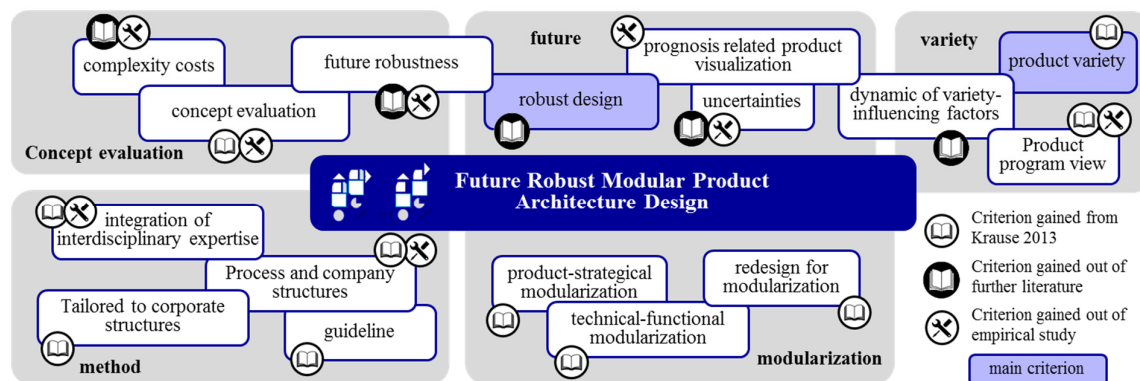 complexity costs
concept evaluation
future robustness
Concept evaluation
future
robust design
prognosis related product
visualization
uncertainties
variety
product variety
dynamic of variety-
influencing factors
Product
program view
Future Robust Modular Product
Architecture Design
integration of
interdisciplinary expertise
Process and company
structures
Tailored to corporate
structures
guideline
method
product-strategical
modularization
technical-functional
modularization
redesign for
modularization
modularization
Criterion gained from
Krause 2013
Criterion gained out of
further literature
Criterion gained out of
empirical study
main criterion